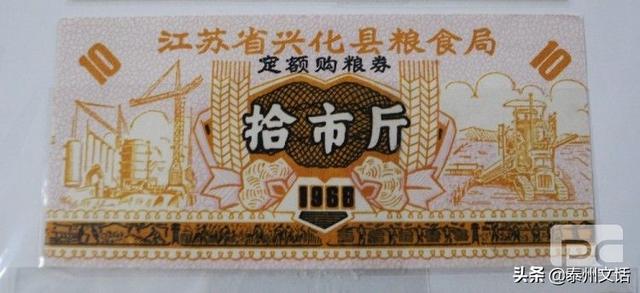 江苏省兴化县粮食局
10
10
定额购粮券
拾市斤
1968
头条 @泰州文话